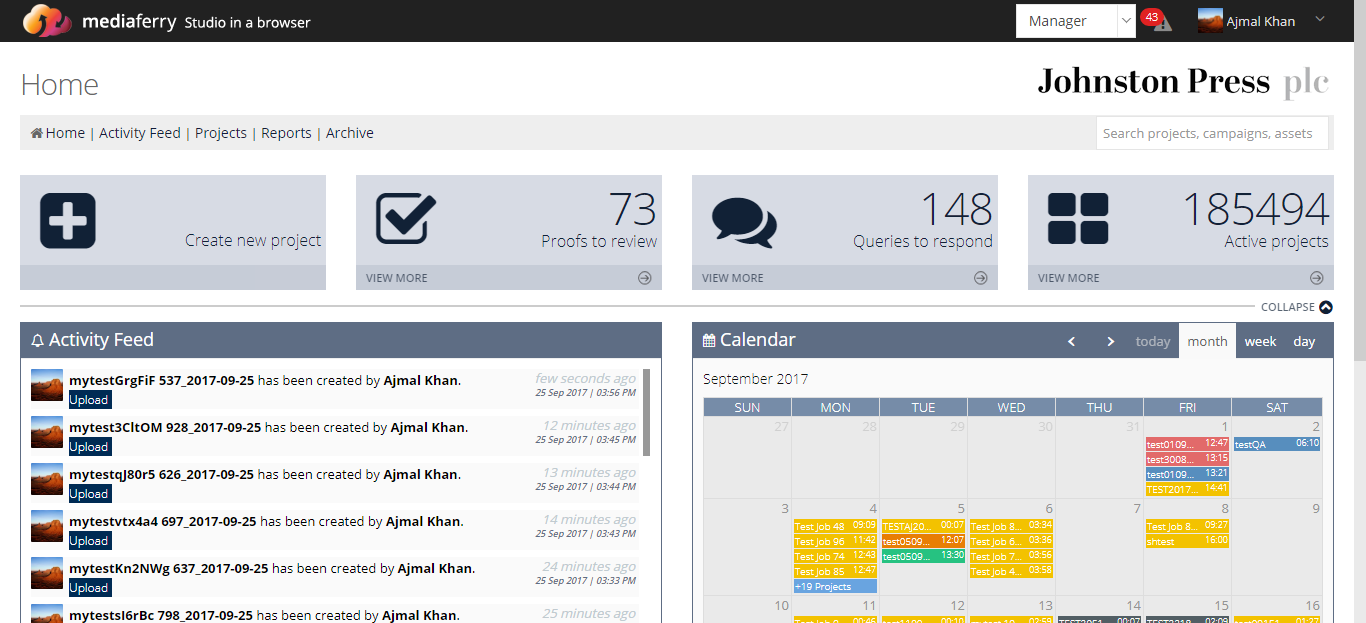 mediaferry Studio in a browser
Manager
43
Ajmal Khan
Home
Johnston Press plc
Home | Activity Feed | Projects | Reports | Archive
Search projects, campaigns, assets
Create new project
73
Proofs to review
VIEW MORE
148
Queries to respond
VIEW MORE
185494
Active projects
VIEW MORE
COLLAPSE
Activity Feed
mytestGrgFiF 537_2017-09-25 has been created by Ajmal Khan.
few seconds ago
Upload
25 Sep 2017 | 03:56 PM
mytest3CltOM 928_2017-09-25 has been created by Ajmal Khan.
12 minutes ago
Upload
25 Sep 2017 | 03:45 PM
mytestqJ80r5 626_2017-09-25 has been created by Ajmal Khan.
13 minutes ago
Upload
25 Sep 2017 | 03:44 PM
mytestvtx4a4 697_2017-09-25 has been created by Ajmal Khan.
14 minutes ago
Upload
25 Sep 2017 | 03:43 PM
mytestKn2NWg 637_2017-09-25 has been created by Ajmal Khan.
24 minutes ago
Upload
25 Sep 2017 | 03:33 PM
mytestsI6rBc 798_2017-09-25 has been created by Ajmal Khan.
25 minutes ago
Calendar
today month week day
September 2017
SUN MON TUE WED THU FRI SAT
27 28 29 30 31 1 2
test0109... 12:47
test3008... 13:15
test0109... 13:21
TEST2017... 14:41
testQA 06:10
3 4 5 6 7 8 9
Test Job 48 09:09
Test Job 96 11:42
Test Job 74 12:43
Test Job 85 12:47
+19 Projects
TESTAJ20... 00:07
test0509... 12:07
test0509... 13:30
Test Job 8... 03:34
Test Job 6... 03:36
Test Job 7... 03:56
Test Job 4... 03:58
Test Job 8... 09:27
shtest 16:00
10 11 12 13 14 15 16